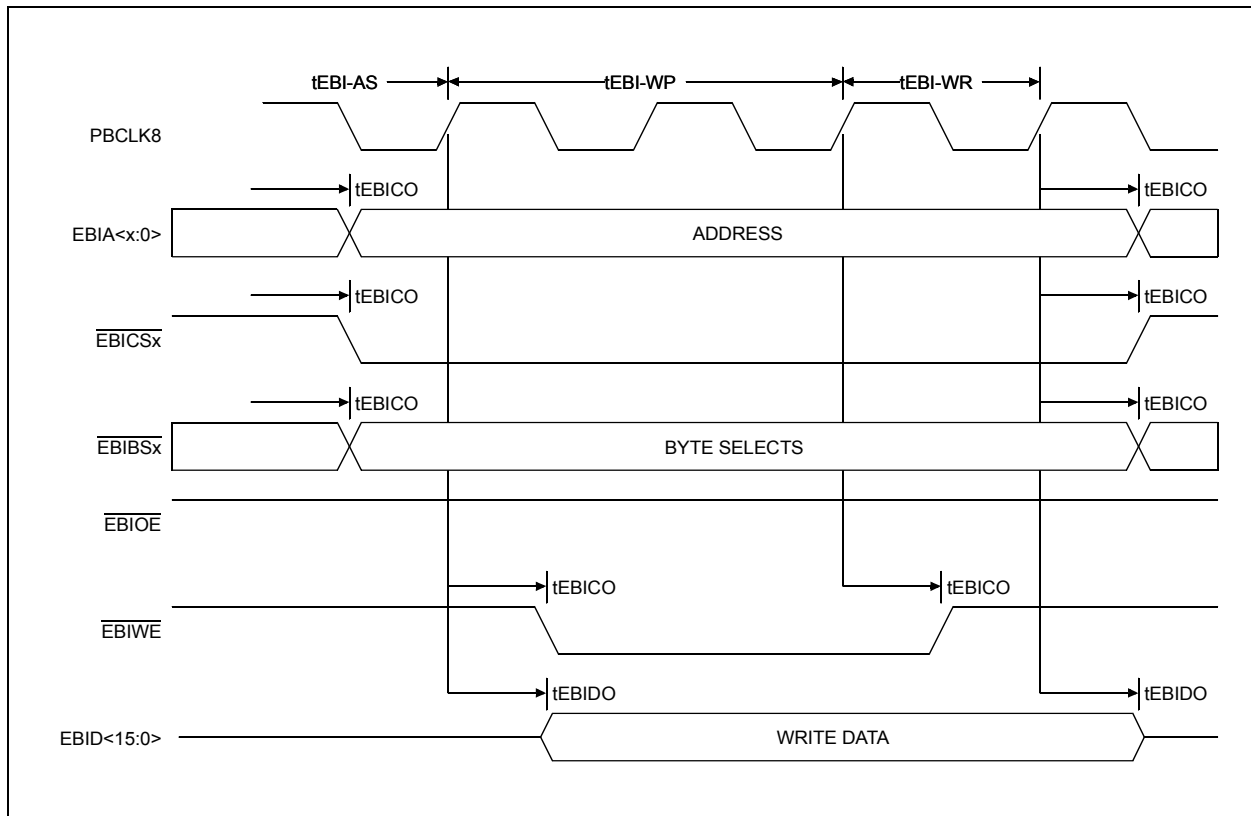 tEBI-AS tEBI-WP tEBI-WR
PBCLK8
tEBICO tEBICO
EBIA<x:0> ADDRESS
tEBICO tEBICO
EBICSx
tEBICO tEBICO
EBIBSx BYTE SELECTS
EBIOE
tEBICO tEBICO
EBIWE
tEBIDO tEBIDO
EBID<15:0> WRITE DATA